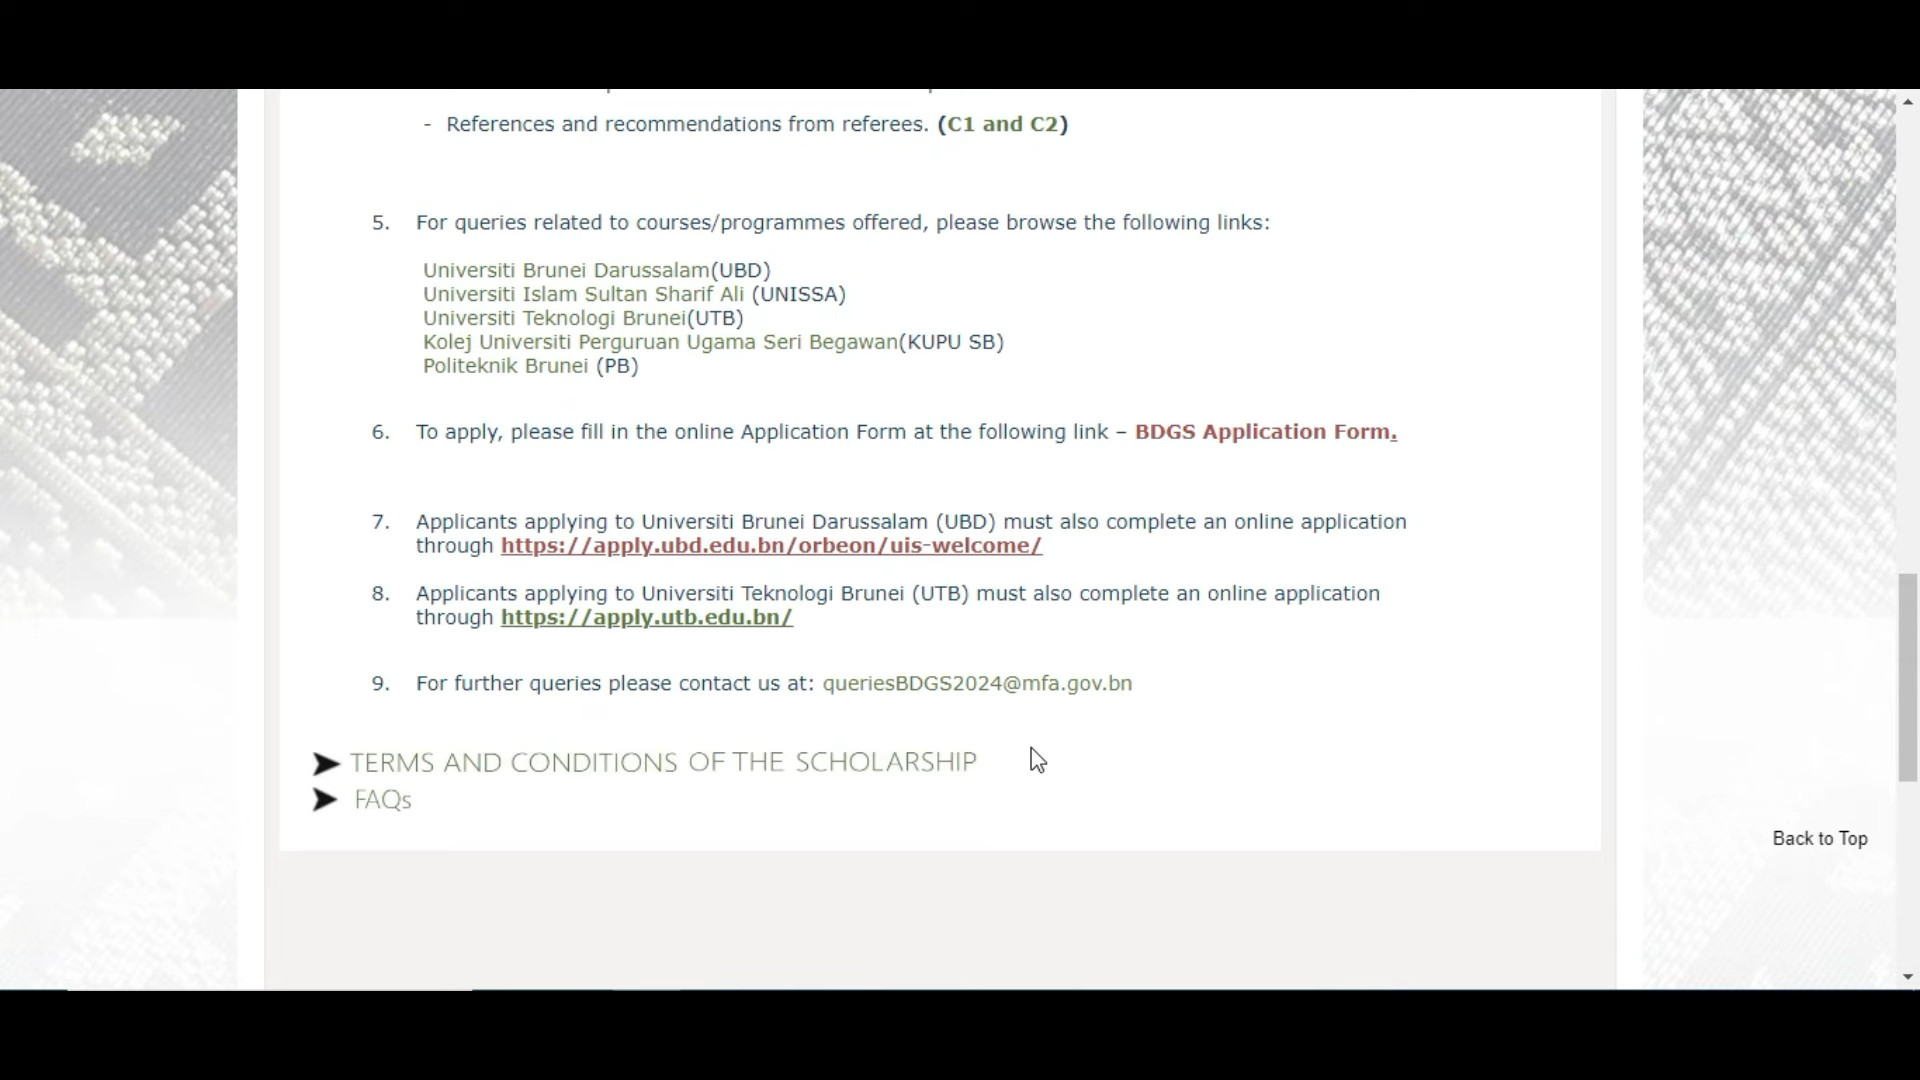 - References and recommendations from referees. (C1 and C2)
5. For queries related to courses/programmes offered, please browse the following links:
Universiti Brunei Darussalam(UBD)
Universiti Islam Sultan Sharif Ali (UNISSA)
Universiti Teknologi Brunei(UTB)
Kolej Universiti Perguruan Ugama Seri Begawan(KUPU SB)
Politeknik Brunei (PB)
6. To apply, please fill in the online Application Form at the following link – BDGS Application Form.
7. Applicants applying to Universiti Brunei Darussalam (UBD) must also complete an online application
through https://apply.ubd.edu.bn/orbeon/uis-welcome/
8. Applicants applying to Universiti Teknologi Brunei (UTB) must also complete an online application
through https://apply.utb.edu.bn/
9. For further queries please contact us at: queriesBDGS2024@mfa.gov.bn
➤ TERMS AND CONDITIONS OF THE SCHOLARSHIP
➤ FAQs
Back to Top